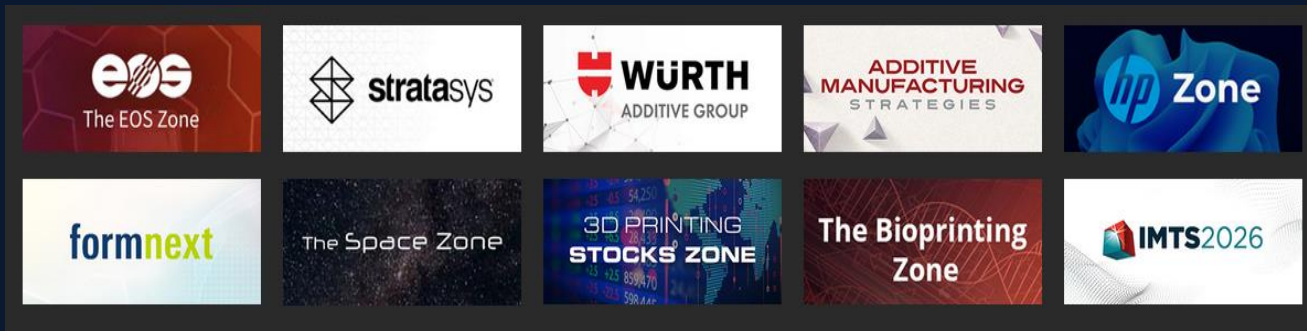 eos
The EOS Zone
stratasys
WÜRTH
ADDITIVE GROUP
ADDITIVE
MANUFACTURING
STRATEGIES
hp Zone
formnext
The Space Zone
3D PRINTING
STOCKS ZONE
The Bioprinting
Zone
IMTS2026